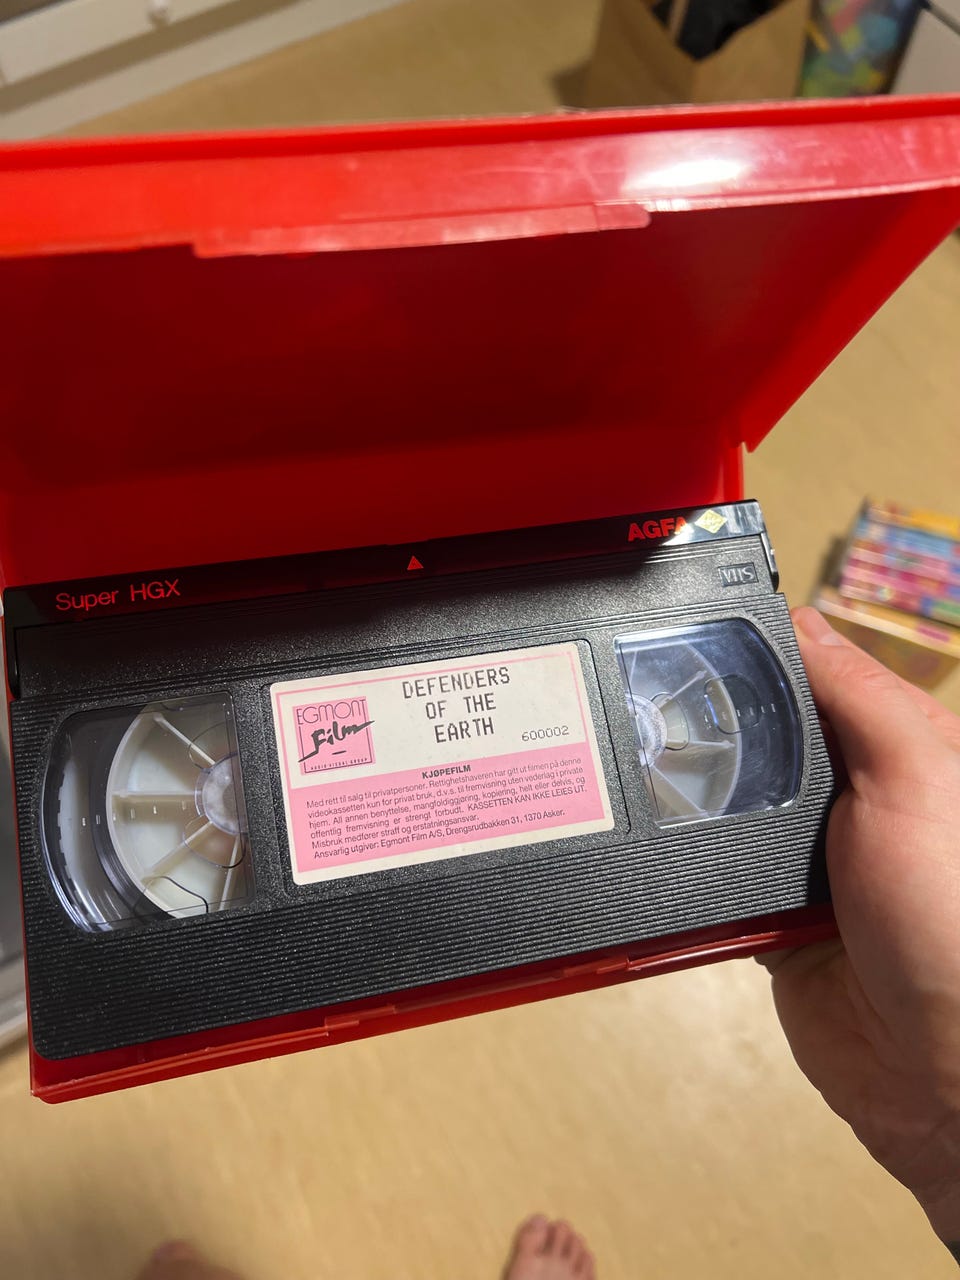 Super HGX
AGFA
VHS
EGMONT
Film
AUDIO VISUAL GROUP
DEFENDERS
OF THE
EARTH
600002
KJØPEFILM
Med rett til salg til privatpersoner. Rettighetshaveren har gitt ut filmen på denne
videokassetten kun for privat bruk, d.v.s. til fremvisning uten vederlag i private
hjem. All annen benyttelse, mangfoldiggjøring, kopiering, helt eller delvis, og
offentlig fremvisning er strengt forbudt. KASSETTEN KAN IKKE LEIES UT.
Misbruk medfører straff og erstatningsansvar.
Ansvarlig utgiver: Egmont Film A/S, Drengsrudbakken 31, 1370 Asker.